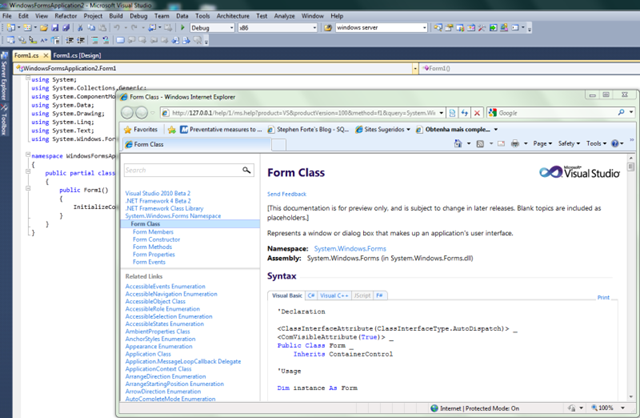 WindowsFormsApplication2 - Microsoft Visual Studio
File Edit View Refactor Project Build Debug Team Data Tools Architecture Test Analyze Window Help
Debug x86 windows server
Form1.cs Form1.cs [Design]
WindowsFormsApplication2.Form1 Form1()
Server Explorer
Toolbox
using System;
using System.Collections.Generic;
using System.ComponentMo
using System.Data;
using System.Drawing;
using System.Linq;
using System.Text;
using System.Windows.For
namespace WindowsFormsAp
{
public partial class
{
public Form1()
{
InitializeCo
}
}
}
Form Class - Windows Internet Explorer
http://127.0.0.1/help/1/ms.help?product=VS&productVersion=100&method=f1&query=System.Wi
Google
Favorites
Preventative measures to ...
Stephen Forte's Blog - SQ...
Sites Sugeridos
Obtenha mais comple...
Form Class
Page Safety Tools
Search
Visual Studio 2010 Beta 2
.NET Framework 4 Beta 2
.NET Framework Class Library
System.Windows.Forms Namespace
Form Class
Form Members
Form Constructor
Form Methods
Form Properties
Form Events
Related Links
AccessibleEvents Enumeration
AccessibleNavigation Enumeration
AccessibleObject Class
AccessibleRole Enumeration
AccessibleSelection Enumeration
AccessibleStates Enumeration
AmbientProperties Class
AnchorStyles Enumeration
Appearance Enumeration
Application Class
Application.MessageLoopCallback Delegate
ApplicationContext Class
ArrangeDirection Enumeration
ArrangeStartingPosition Enumeration
ArrowDirection Enumeration
AutoCompleteMode Enumeration
Form Class
Microsoft
Visual Studio
Send Feedback
[This documentation is for preview only, and is subject to change in later releases. Blank topics are included as
placeholders.]
Represents a window or dialog box that makes up an application's user interface.
Namespace: System.Windows.Forms
Assembly: System.Windows.Forms (in System.Windows.Forms.dll)
Syntax
Visual Basic C# Visual C++ JScript F#
Print
'Declaration
<ClassInterfaceAttribute(ClassInterfaceType.AutoDispatch)> _
<ComVisibleAttribute(True)> _
Public Class Form _
Inherits ContainerControl
'Usage
Dim instance As Form
Internet | Protected Mode: On
100%